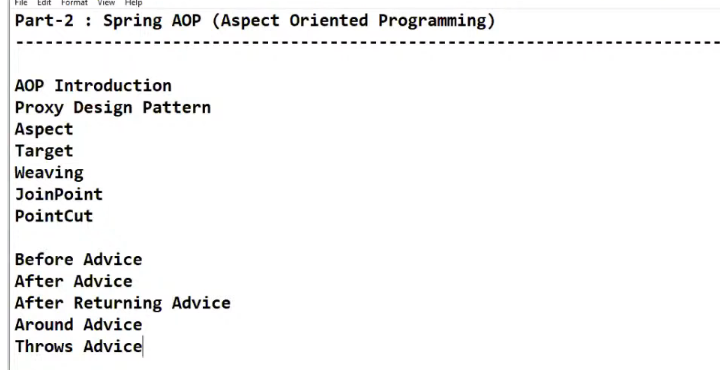 File Edit Format View Help
Part-2 : Spring AOP (Aspect Oriented Programming)
--------------------------------------------------------------------
AOP Introduction
Proxy Design Pattern
Aspect
Target
Weaving
JoinPoint
PointCut
Before Advice
After Advice
After Returning Advice
Around Advice
Throws Advice